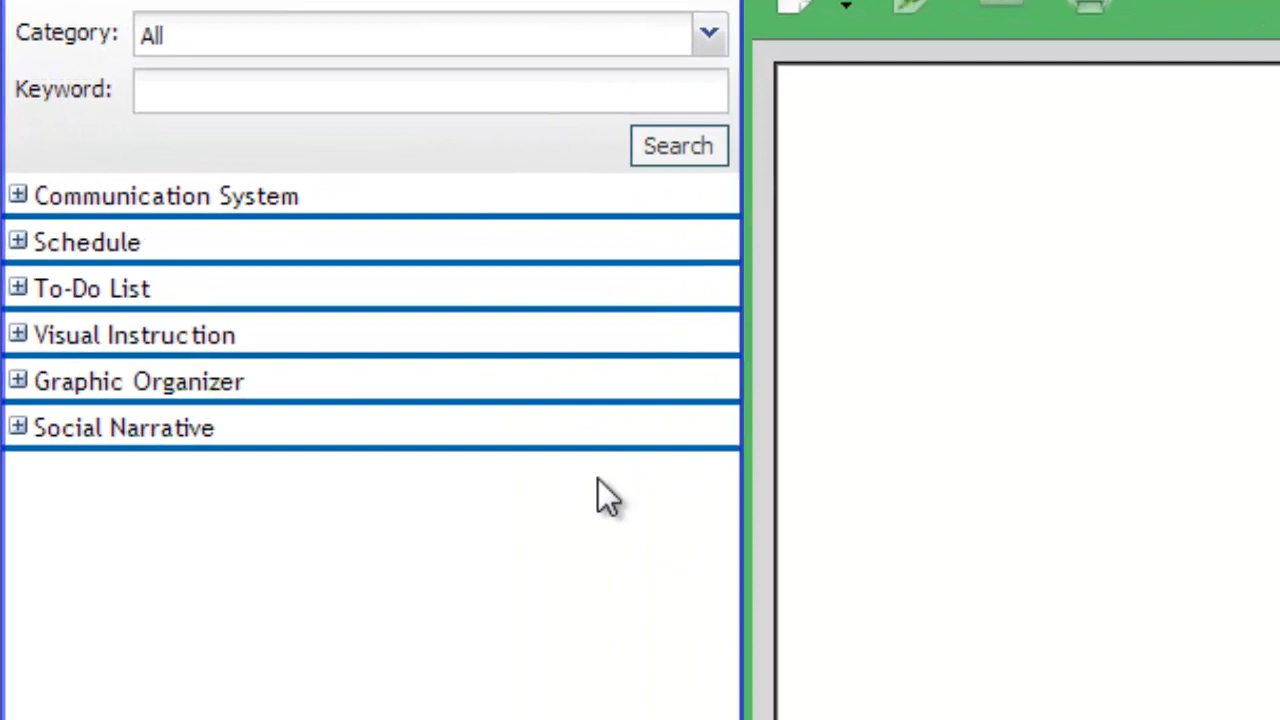 Category: All
Keyword:
Search
Communication System
Schedule
To-Do List
Visual Instruction
Graphic Organizer
Social Narrative